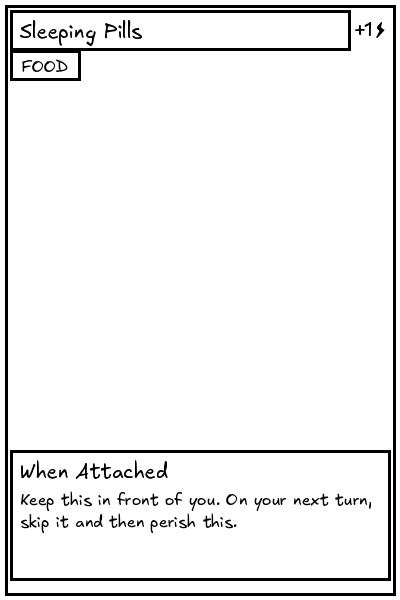 Sleeping Pills
+1
FOOD
When Attached
Keep this in front of you. On your next turn,
skip it and then perish this.